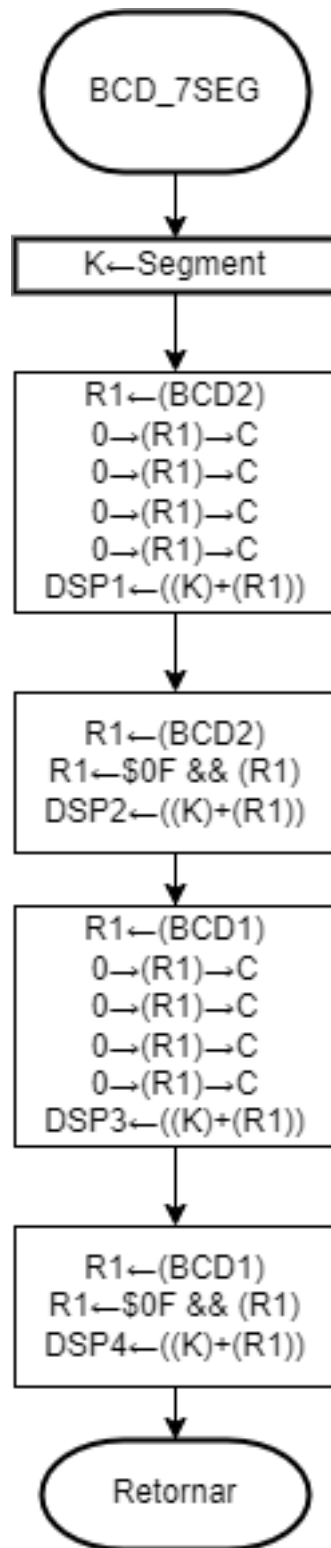 BCD_7SEG
K←Segment
R1←(BCD2)
0→(R1)→C
0→(R1)→C
0→(R1)→C
0→(R1)→C
DSP1←((K)+(R1))
R1←(BCD2)
R1←$0F && (R1)
DSP2←((K)+(R1))
R1←(BCD1)
0→(R1)→C
0→(R1)→C
0→(R1)→C
0→(R1)→C
DSP3←((K)+(R1))
R1←(BCD1)
R1←$0F && (R1)
DSP4←((K)+(R1))
Retornar